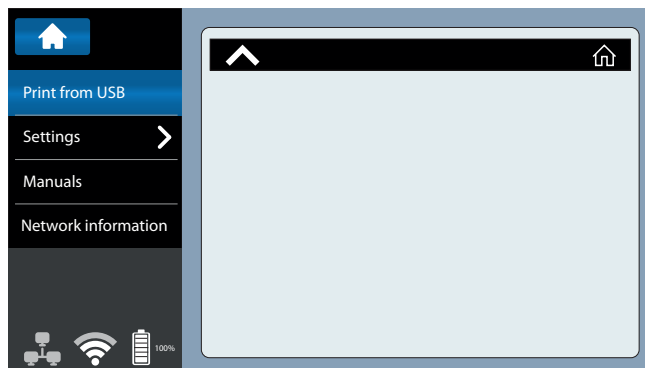 Print from USB
Settings
Manuals
Network information
100%